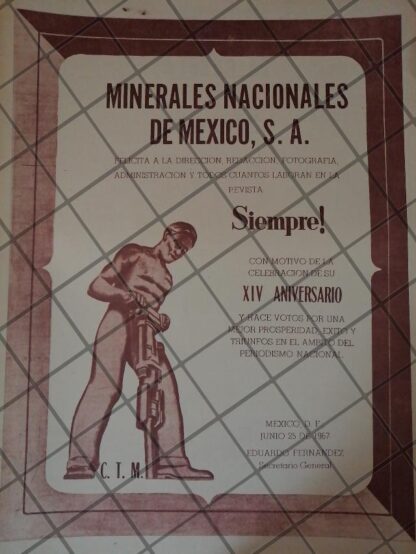 MINERALES NACIONALES
DE MEXICO, S. A.
FELICITA A LA DIRECCION, REDACCION, FOTOGRAFIA,
ADMINISTRACION Y TODOS CUANTOS LABORAN EN LA
REVISTA
Siempre!
CON MOTIVO DE LA
CELEBRACION DE SU
XIV ANIVERSARIO
Y HACE VOTOS POR UNA
MEJOR PROSPERIDAD, EXITO Y
TRIUNFOS EN EL AMBITO DEL
PERIODISMO NACIONAL
MEXICO, D. F.
JUNIO 25 DE 1967
EDUARDO FERNANDEZ
Secretario General
C. T. M.